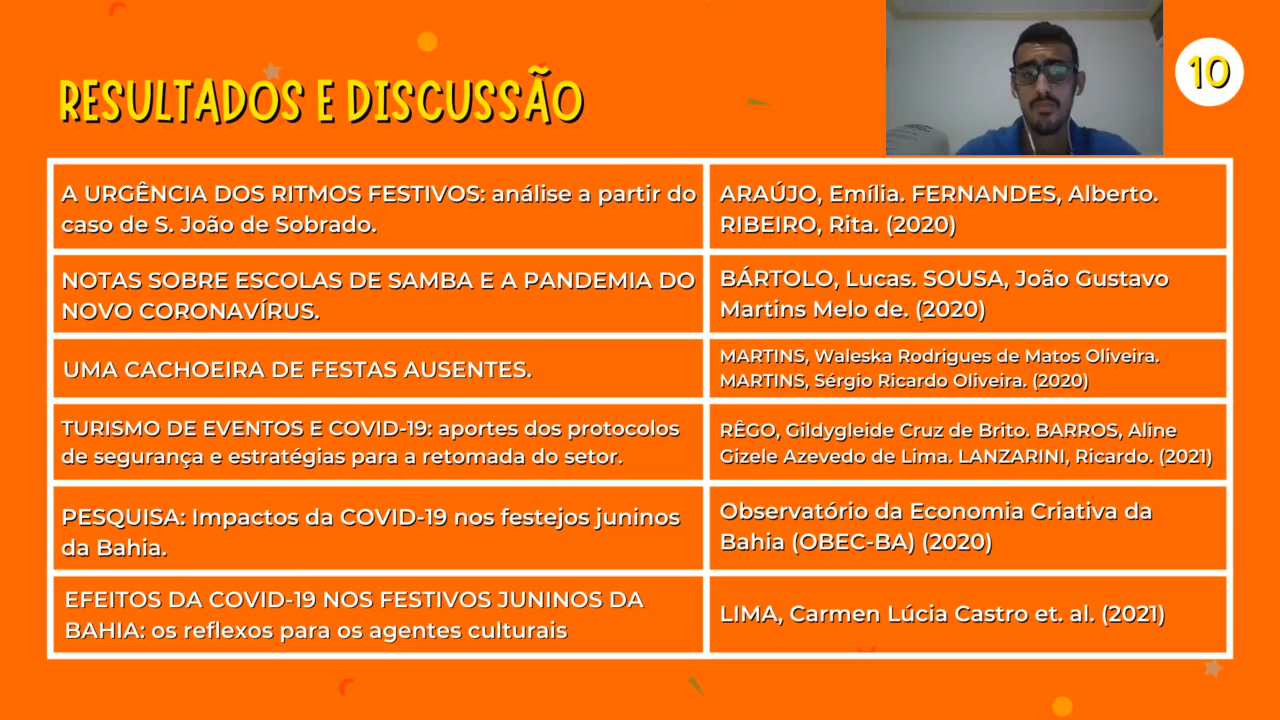 RESULTADOS E DISCUSSÃO
10
A URGÊNCIA DOS RITMOS FESTIVOS: análise a partir do
caso de S. João de Sobrado.
ARAÚJO, Emília. FERNANDES, Alberto.
RIBEIRO, Rita. (2020)
NOTAS SOBRE ESCOLAS DE SAMBA E A PANDEMIA DO
NOVO CORONAVÍRUS.
BÁRTOLO, Lucas. SOUSA, João Gustavo
Martins Melo de. (2020)
UMA CACHOEIRA DE FESTAS AUSENTES.
MARTINS, Waleska Rodrigues de Matos Oliveira.
MARTINS, Sérgio Ricardo Oliveira. (2020)
TURISMO DE EVENTOS E COVID-19: aportes dos protocolos
de segurança e estratégias para a retomada do setor.
RÊGO, Gildygleide Cruz de Brito. BARROS, Aline
Gizele Azevedo de Lima. LANZARINI, Ricardo. (2021)
PESQUISA: Impactos da COVID-19 nos festejos juninos
da Bahia.
Observatório da Economia Criativa da
Bahia (OBEC-BA) (2020)
EFEITOS DA COVID-19 NOS FESTIVOS JUNINOS DA
BAHIA: os reflexos para os agentes culturais
LIMA, Carmen Lúcia Castro et. al. (2021)